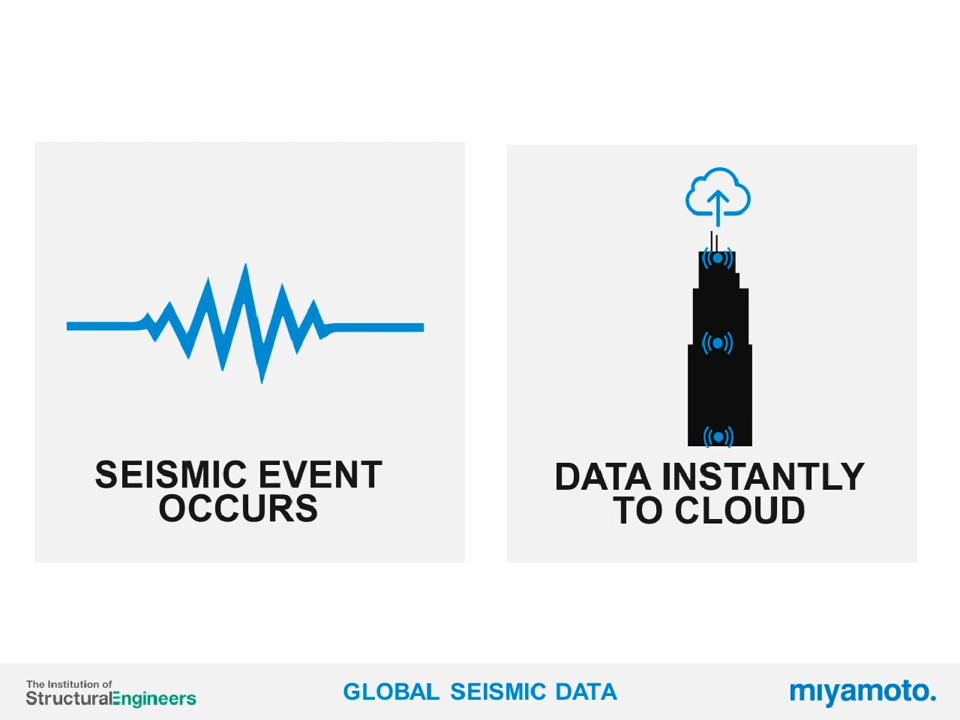 SEISMIC EVENT
OCCURS
DATA INSTANTLY
TO CLOUD
The Institution of
StructuralEngineers
GLOBAL SEISMIC DATA
miyamoto.